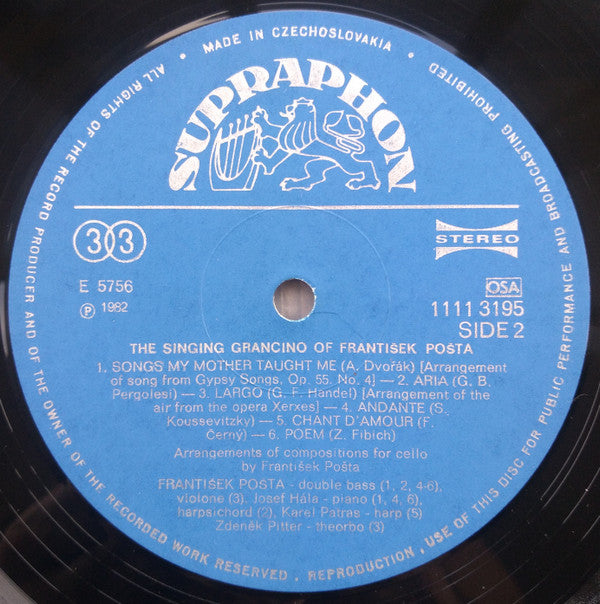 ALL RIGHTS OF THE RECORD PRODUCER AND OF THE OWNER OF THE RECORDED WORK RESERVED . REPRODUCTION , USE OF THIS DISC FOR PUBLIC PERFORMANCE AND BROADCASTING PROHIBITED
• MADE IN CZECHOSLOVAKIA •
SUPRAPHON
33
STEREO
E 5756
OSA
Ⓟ 1982
1111 3195
SIDE 2
THE SINGING GRANCINO OF FRANTIŠEK POŠTA
1. SONGS MY MOTHER TAUGHT ME (A. Dvořák) [Arrangement
of song from Gypsy Songs, Op. 55. No. 4] — 2. ARIA (G. B.
Pergolesi) — 3. LARGO (G. F. Handel) [Arrangement of the
air from the opera Xerxes] — 4. ANDANTE (S.
Koussevitzky) — 5. CHANT D'AMOUR (F.
Černý) — 6. POEM (Z. Fibich)
Arrangements of compositions for cello
by František Pošta
FRANTIŠEK POŠTA - double bass (1, 2, 4-6),
violone (3). Josef Hála - piano (1, 4, 6),
harpsichord (2), Karel Patras - harp (5)
Zdeněk Pitter - theorbo (3)